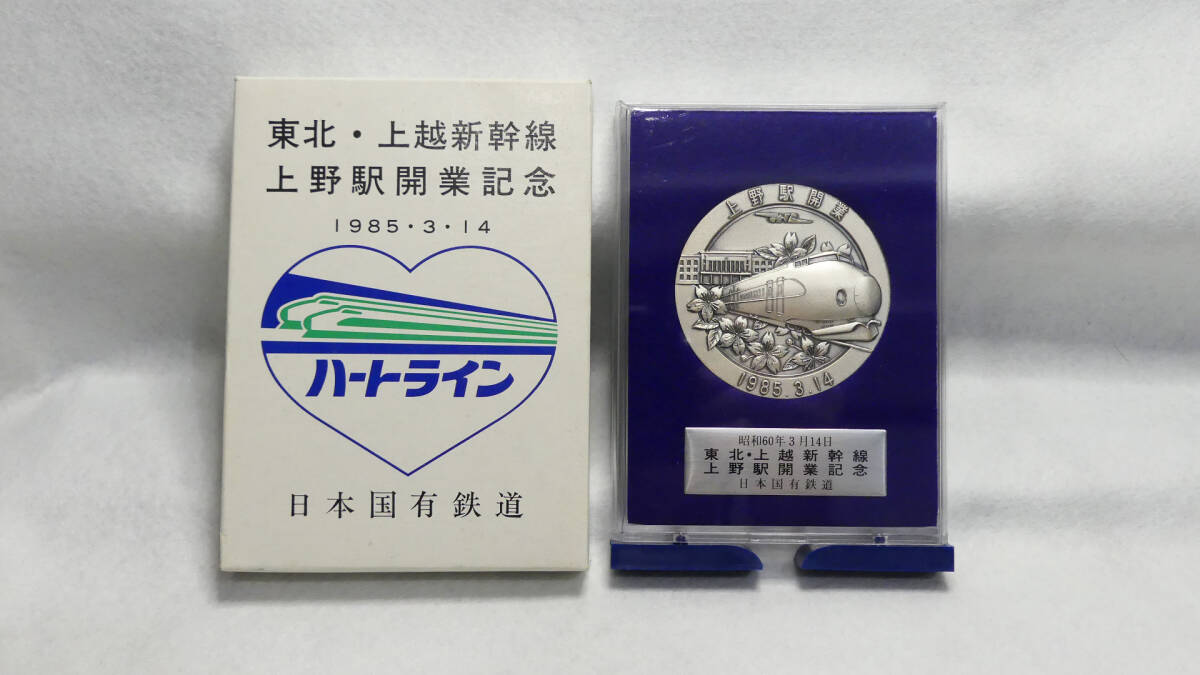 東北・上越新幹線
上野駅開業記念
1985・3・14
ハートライン
日本国有鉄道
上野駅開業
1985.3.14
昭和60年3月14日
東北・上越新幹線
上野駅開業記念
日本国有鉄道